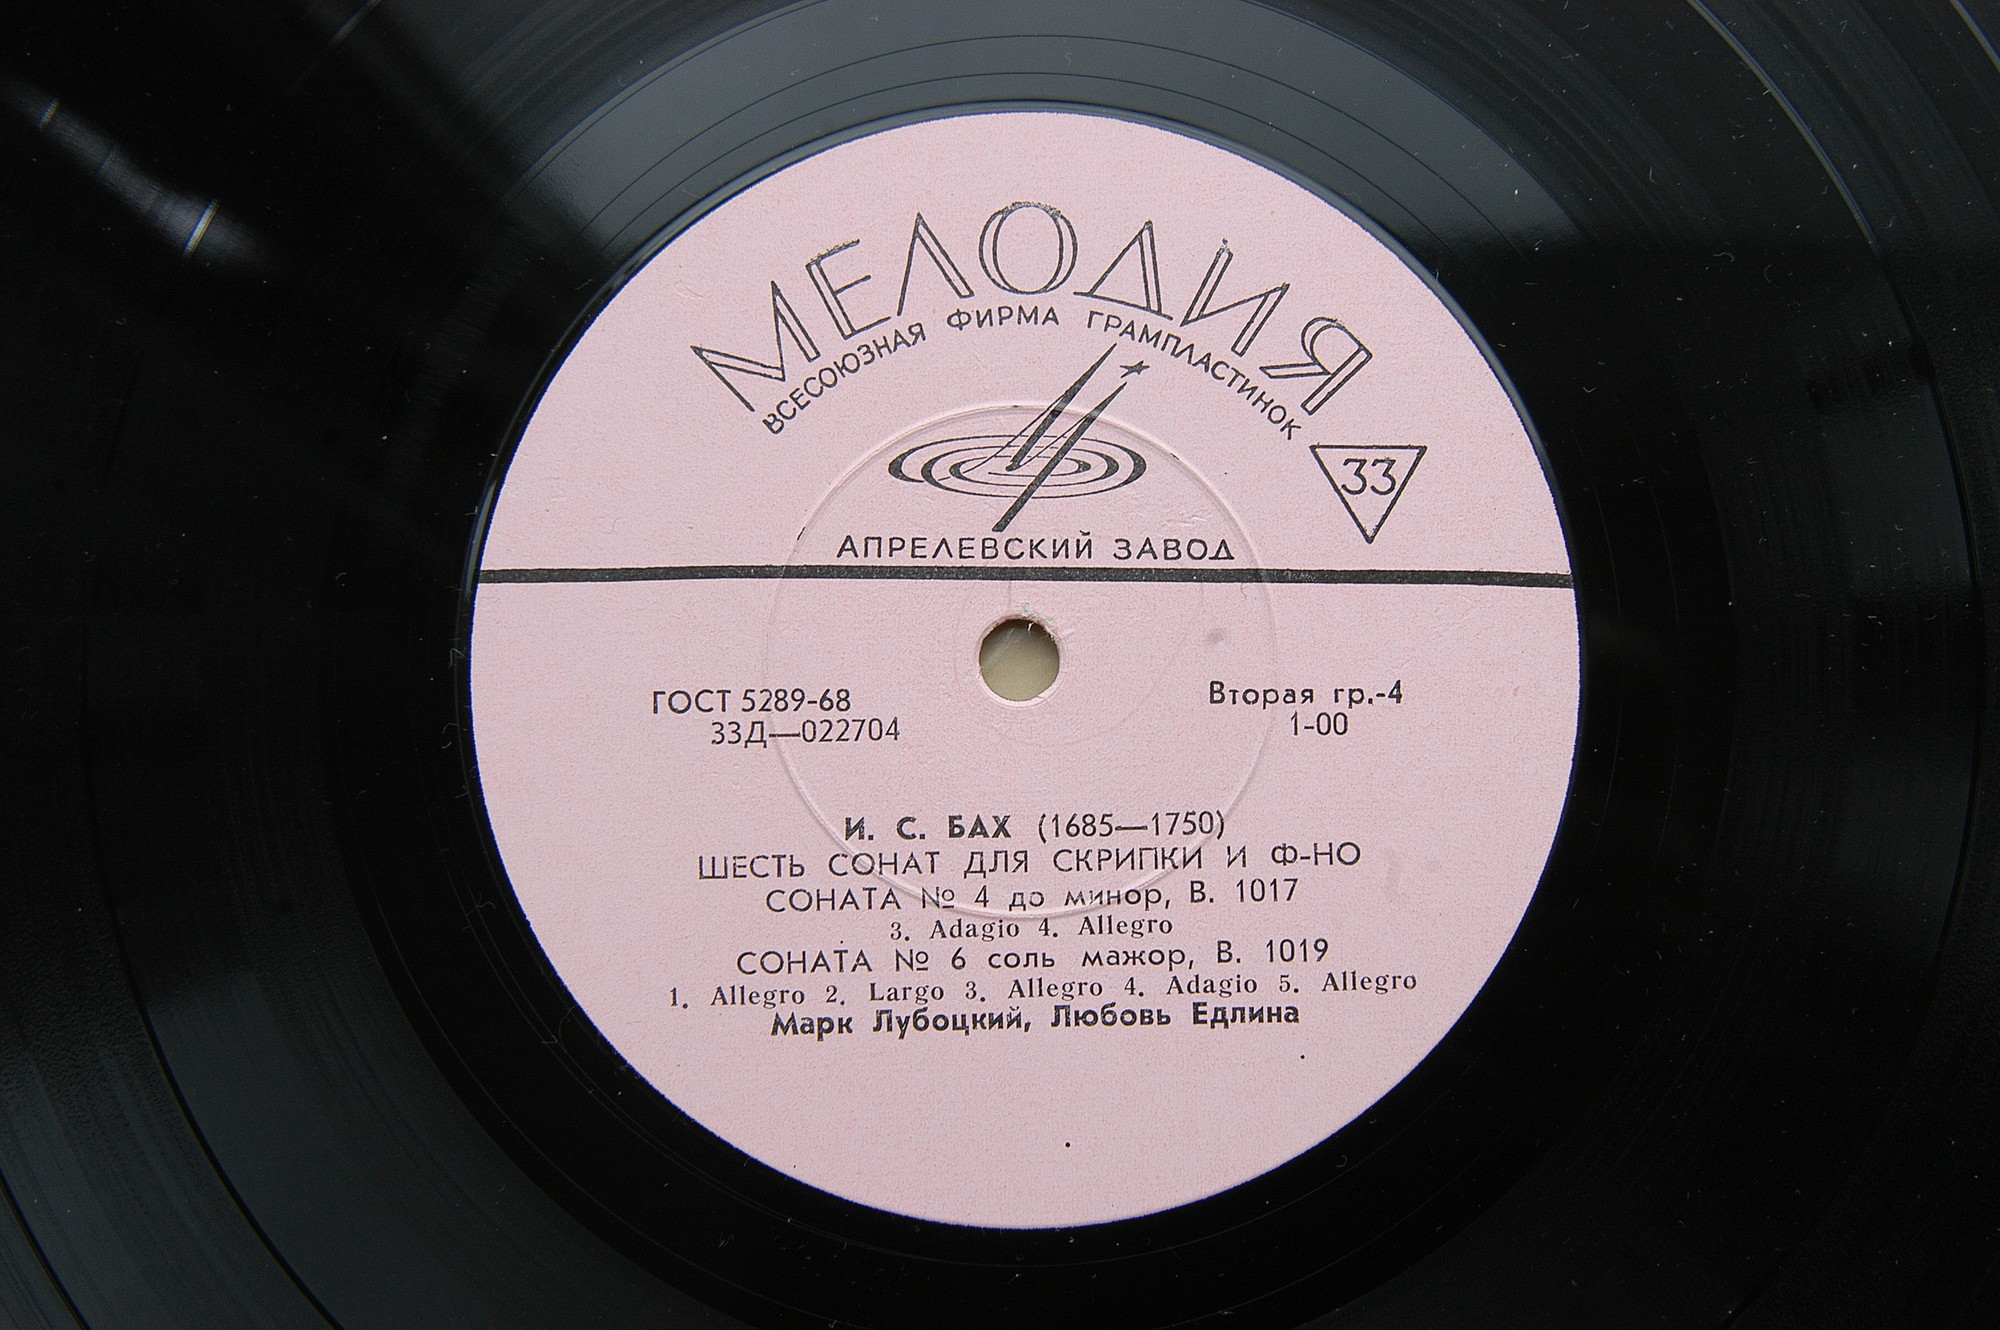 МЕЛОДИЯ
ВСЕСОЮЗНАЯ ФИРМА ГРАМПЛАСТИНОК
33
АПРЕЛЕВСКИЙ ЗАВОД
ГОСТ 5289-68
33Д—022704
Вторая гр.-4
1-00
И. С. БАХ (1685—1750)
ШЕСТЬ СОНАТ ДЛЯ СКРИПКИ И Ф-НО
СОНАТА № 4 до минор, В. 1017
3. Adagio 4. Allegro
СОНАТА № 6 соль мажор, В. 1019
1. Allegro 2. Largo 3. Allegro 4. Adagio 5. Allegro
Марк Лубоцкий, Любовь Едлина